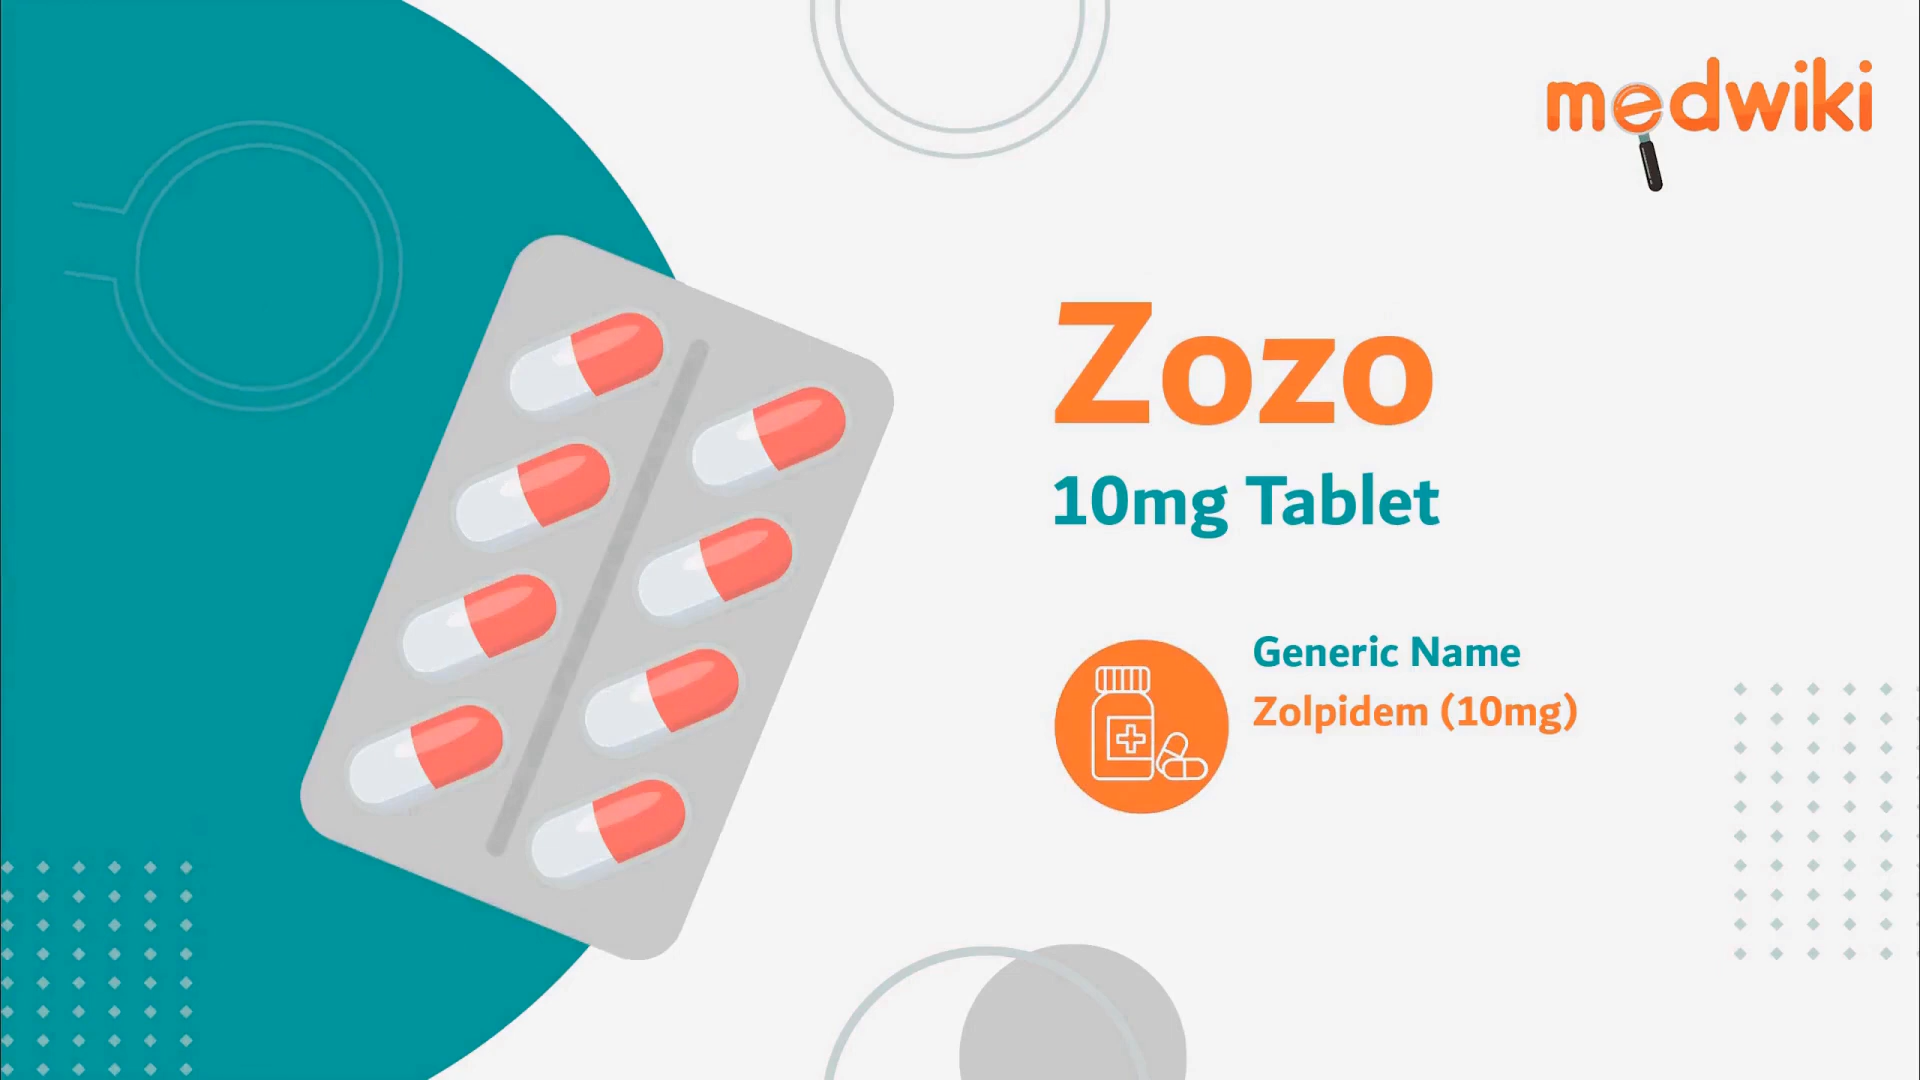 medwiki
Zozo
10mg Tablet
Generic Name
Zolpidem (10mg)